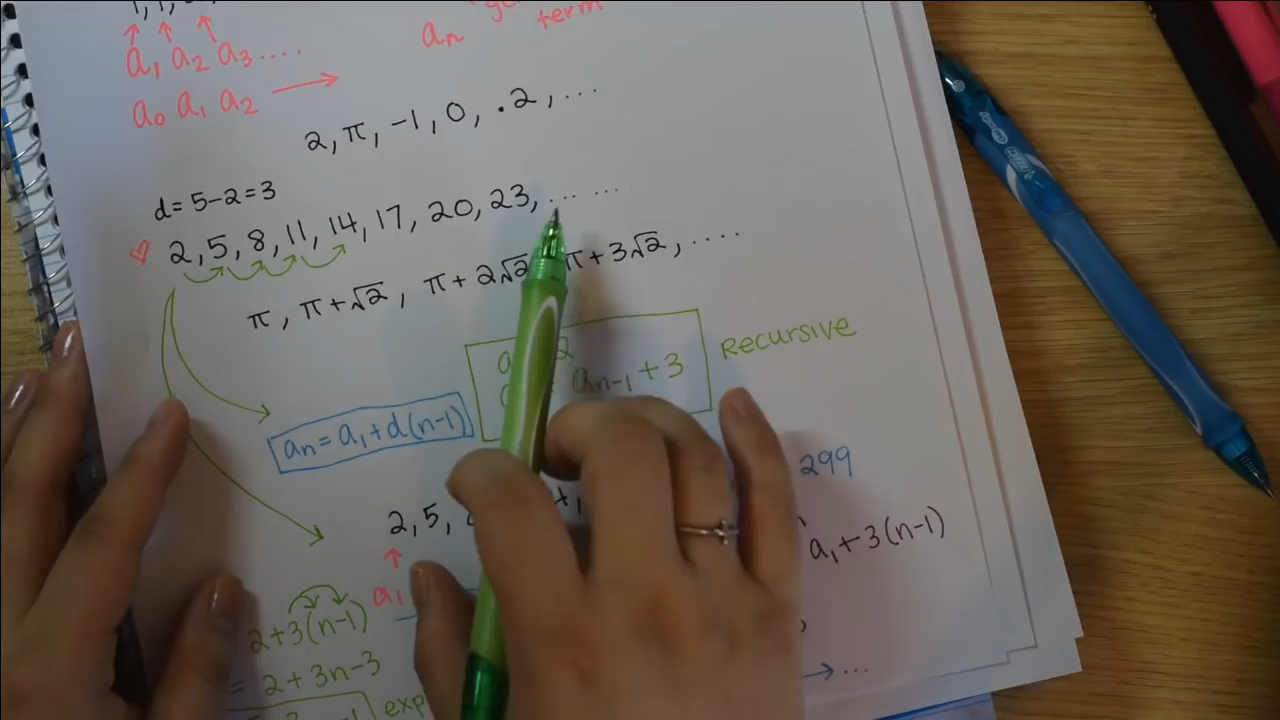 a₁ a₂ a₃ ....
a₀ a₁ a₂ →
aₙ
term
2, π, -1, 0, .2, ...
d = 5-2 = 3
2, 5, 8, 11, 14, 17, 20, 23, ... ...
π, π+√2, π+2√2 π+3√2, ....
2
aₙ₋₁ + 3
Recursive
aₙ = a₁ + d(n-1)
299
2, 5,
a₁ + 3(n-1)
a₁
2+3(n-1)
= 2+3n-3
→ ...